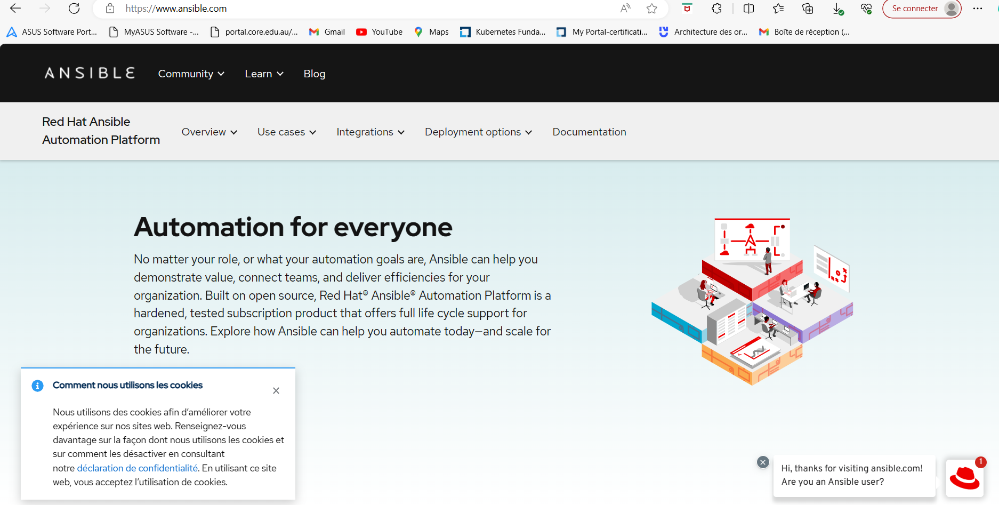 https://www.ansible.com
Se connecter
ASUS Software Port...
MyASUS Software -...
portal.core.edu.au/...
Gmail
YouTube
Maps
Kubernetes Funda...
My Portal-certificati...
Architecture des or...
Boîte de réception (...
ANSIBLE
Community
Learn
Blog
Red Hat Ansible
Automation Platform
Overview
Use cases
Integrations
Deployment options
Documentation
Automation for everyone
No matter your role, or what your automation goals are, Ansible can help you
demonstrate value, connect teams, and deliver efficiencies for your
organization. Built on open source, Red Hat® Ansible® Automation Platform is a
hardened, tested subscription product that offers full life cycle support for
organizations. Explore how Ansible can help you automate today—and scale for
the future.
Comment nous utilisons les cookies
Nous utilisons des cookies afin d’améliorer votre
expérience sur nos sites web. Renseignez-vous
davantage sur la façon dont nous utilisons les cookies et
sur comment les désactiver en consultant
notre déclaration de confidentialité. En utilisant ce site
web, vous acceptez l’utilisation de cookies.
Hi, thanks for visiting ansible.com!
Are you an Ansible user?
1